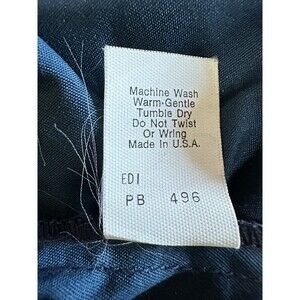 Machine Wash
Warm-Gentle
Tumble Dry
Do Not Twist
Or Wring
Made In U.S.A.
EDI
PB 496